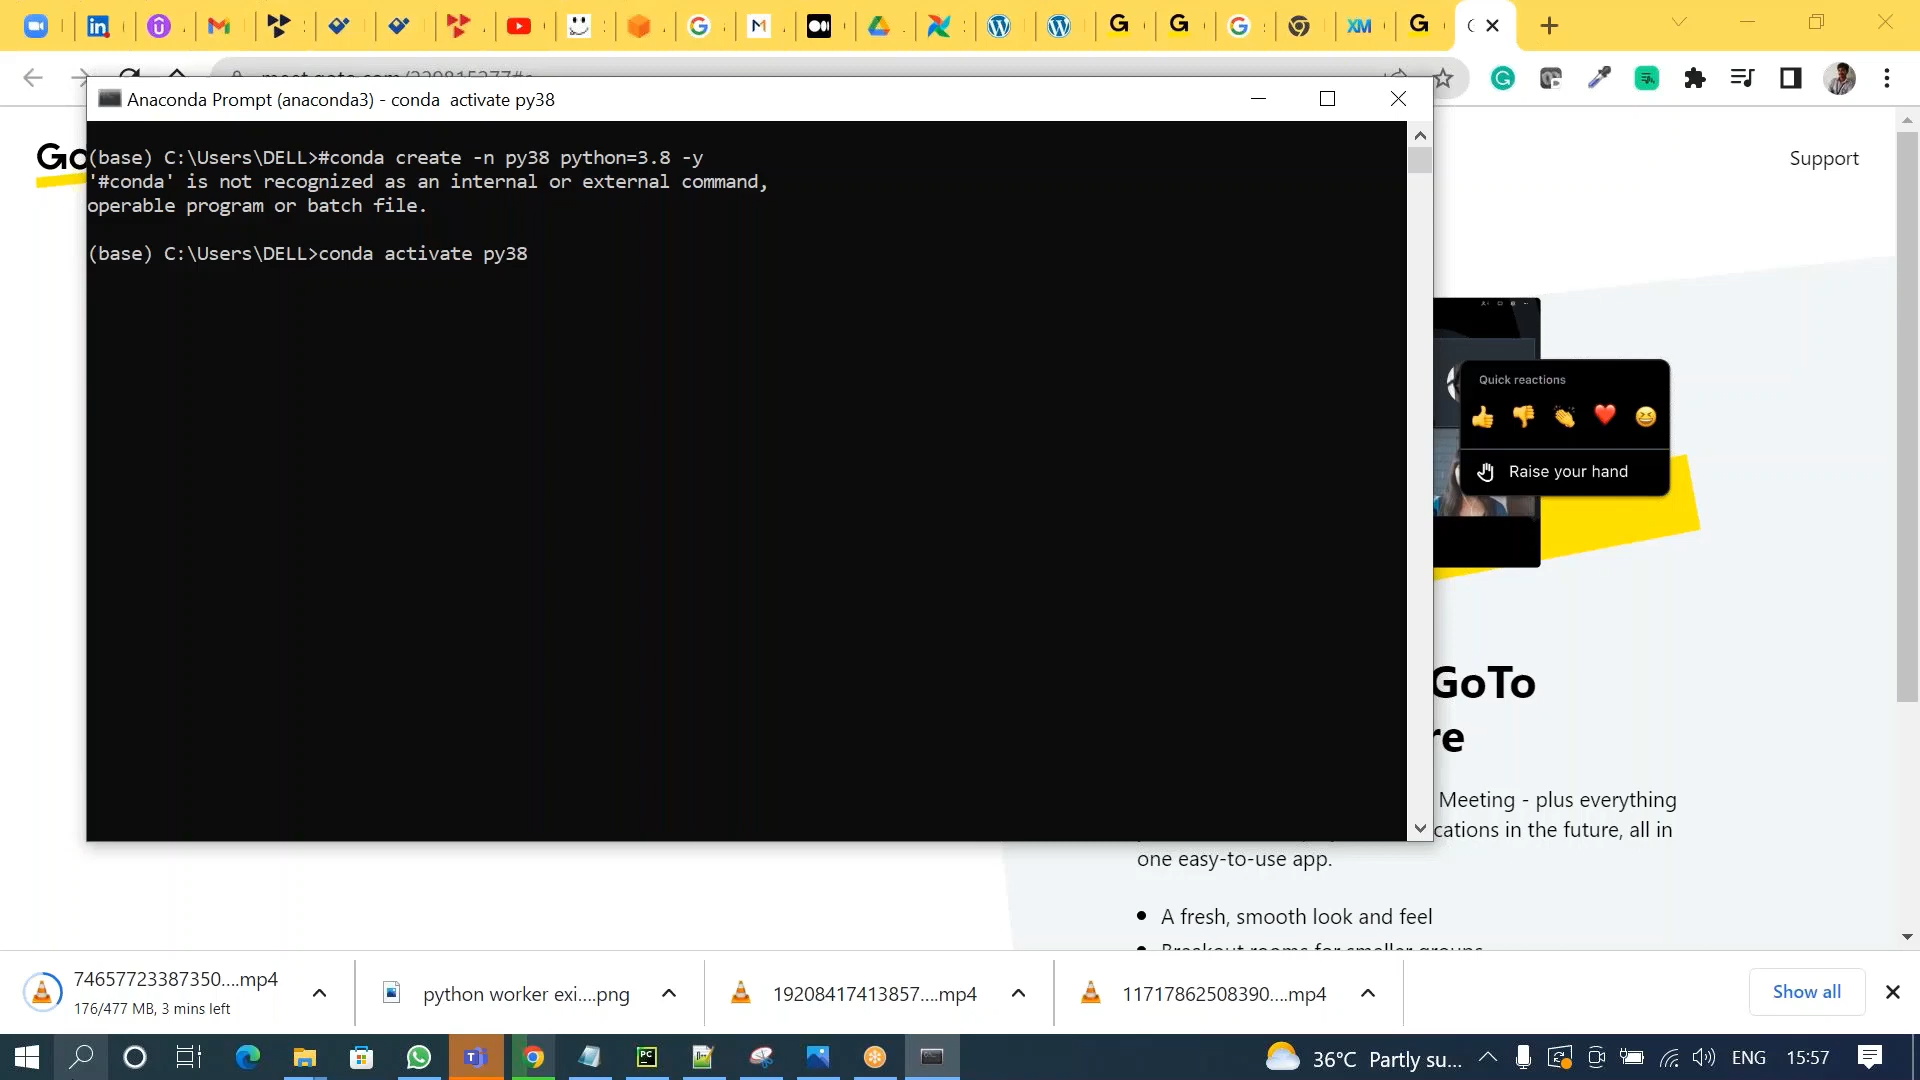 Anaconda Prompt (anaconda3) - conda  activate py38
(base) C:\Users\DELL>#conda create -n py38 python=3.8 -y
'#conda' is not recognized as an internal or external command,
operable program or batch file.
(base) C:\Users\DELL>conda activate py38
Go
Support
Quick reactions
Raise your hand
GoTo
re
Meeting - plus everything
cations in the future, all in
one easy-to-use app.
• A fresh, smooth look and feel
74657723387350....mp4
176/477 MB, 3 mins left
python worker exi....png
19208417413857....mp4
11717862508390....mp4
Show all
36°C Partly su...
ENG
15:57